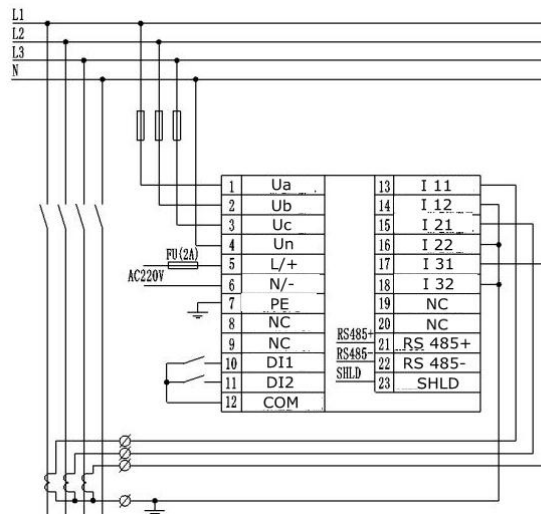 L1
L2
L3
N
1 Ua 13 I 11
2 Ub 14 I 12
3 Uc 15 I 21
4 Un 16 I 22
FU(2A) 5 L/+ 17 I 31
AC220V 6 N/- 18 I 32
7 PE 19 NC
8 NC 20 NC
9 NC RS485+ 21 RS 485+
10 DI1 RS485- 22 RS 485-
11 DI2 SHLD 23 SHLD
12 COM